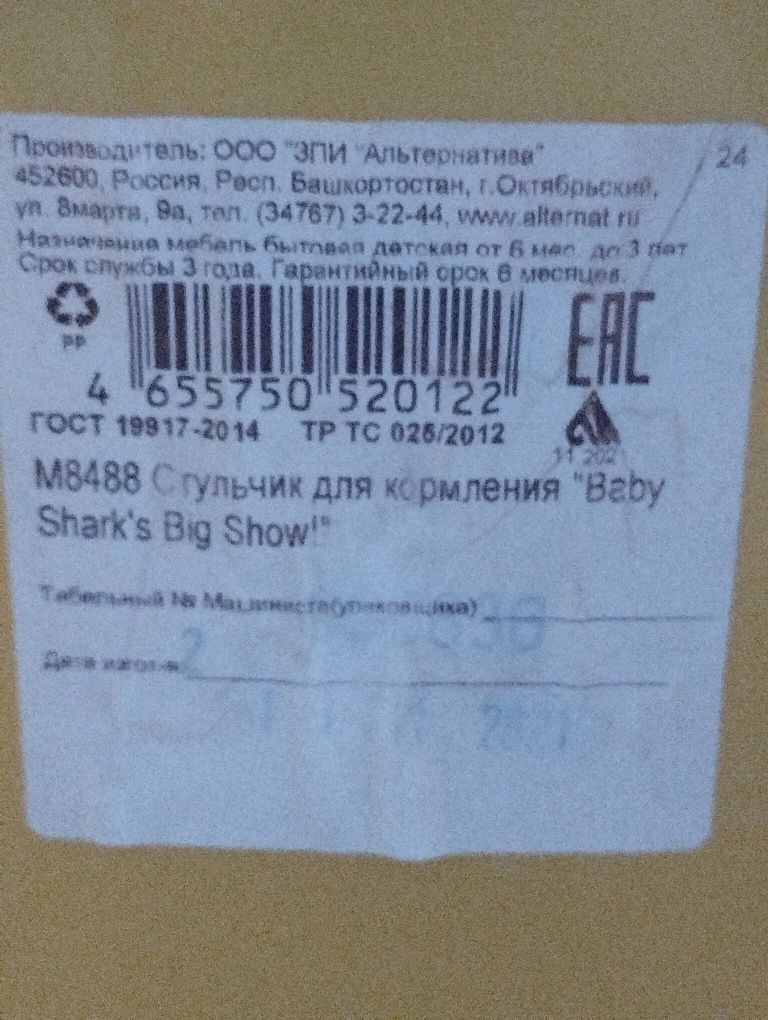 Производитель: ООО "ЗПИ "Альтернатива"
24
452600, Россия, Респ. Башкортостан, г.Октябрьский,
ул. 8марта, 9а, тел. (34767) 3-22-44, www.alternat.ru
Назначение мебель бытовая детская от 6 мес. до 3 лет
Срок службы 3 года. Гарантийный срок 6 месяцев.
PP
EAC
4 655750 520122
ГОСТ 19917-2014 ТР ТС 025/2012
M8488 Стульчик для кормления "Baby
Shark's Big Show!"
Табельный № Машиниста(упаковщика)
Дата изготов
2